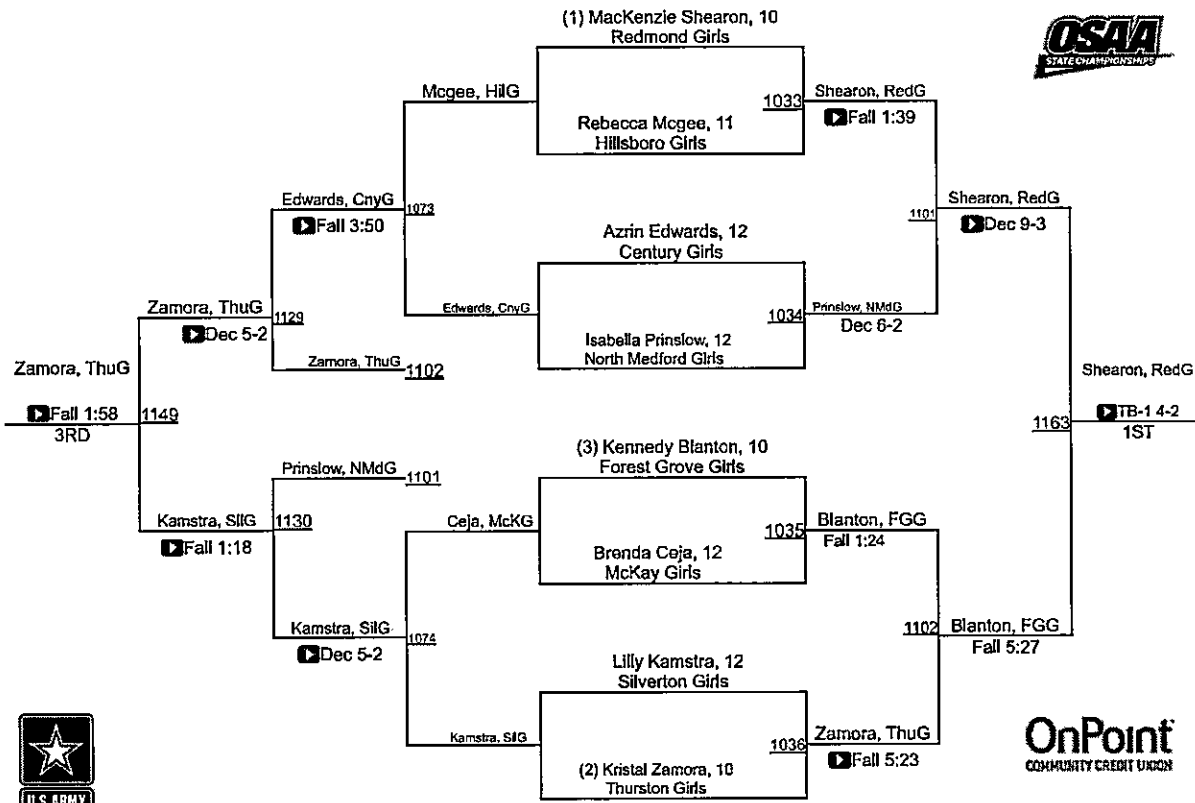 (1) MacKenzie Shearon, 10
Redmond Girls
OSAA
STATE CHAMPIONSHIPS
Mcgee, HilG
1033
Shearon, RedG
Fall 1:39
Rebecca Mcgee, 11
Hillsboro Girls
Edwards, CnyG
1073
Fall 3:50
Shearon, RedG
1101
Dec 9-3
Azrin Edwards, 12
Century Girls
Zamora, ThuG
1129
Dec 5-2
Edwards, CnyG
1034
Prinslow, NMdG
Dec 6-2
Isabella Prinslow, 12
North Medford Girls
Zamora, ThuG
1102
Zamora, ThuG
Fall 1:58
1149
3RD
Shearon, RedG
TB-1 4-2
1163
1ST
Prinslow, NMdG
1101
(3) Kennedy Blanton, 10
Forest Grove Girls
Kamstra, SilG
1130
Fall 1:18
Ceja, McKG
1035
Blanton, FGG
Fall 1:24
Brenda Ceja, 12
McKay Girls
Kamstra, SilG
1074
Dec 5-2
1102
Blanton, FGG
Fall 5:27
Lilly Kamstra, 12
Silverton Girls
Kamstra, SilG
1036
Zamora, ThuG
Fall 5:23
(2) Kristal Zamora, 10
Thurston Girls
OnPoint
COMMUNITY CREDIT UNION
U.S. ARMY